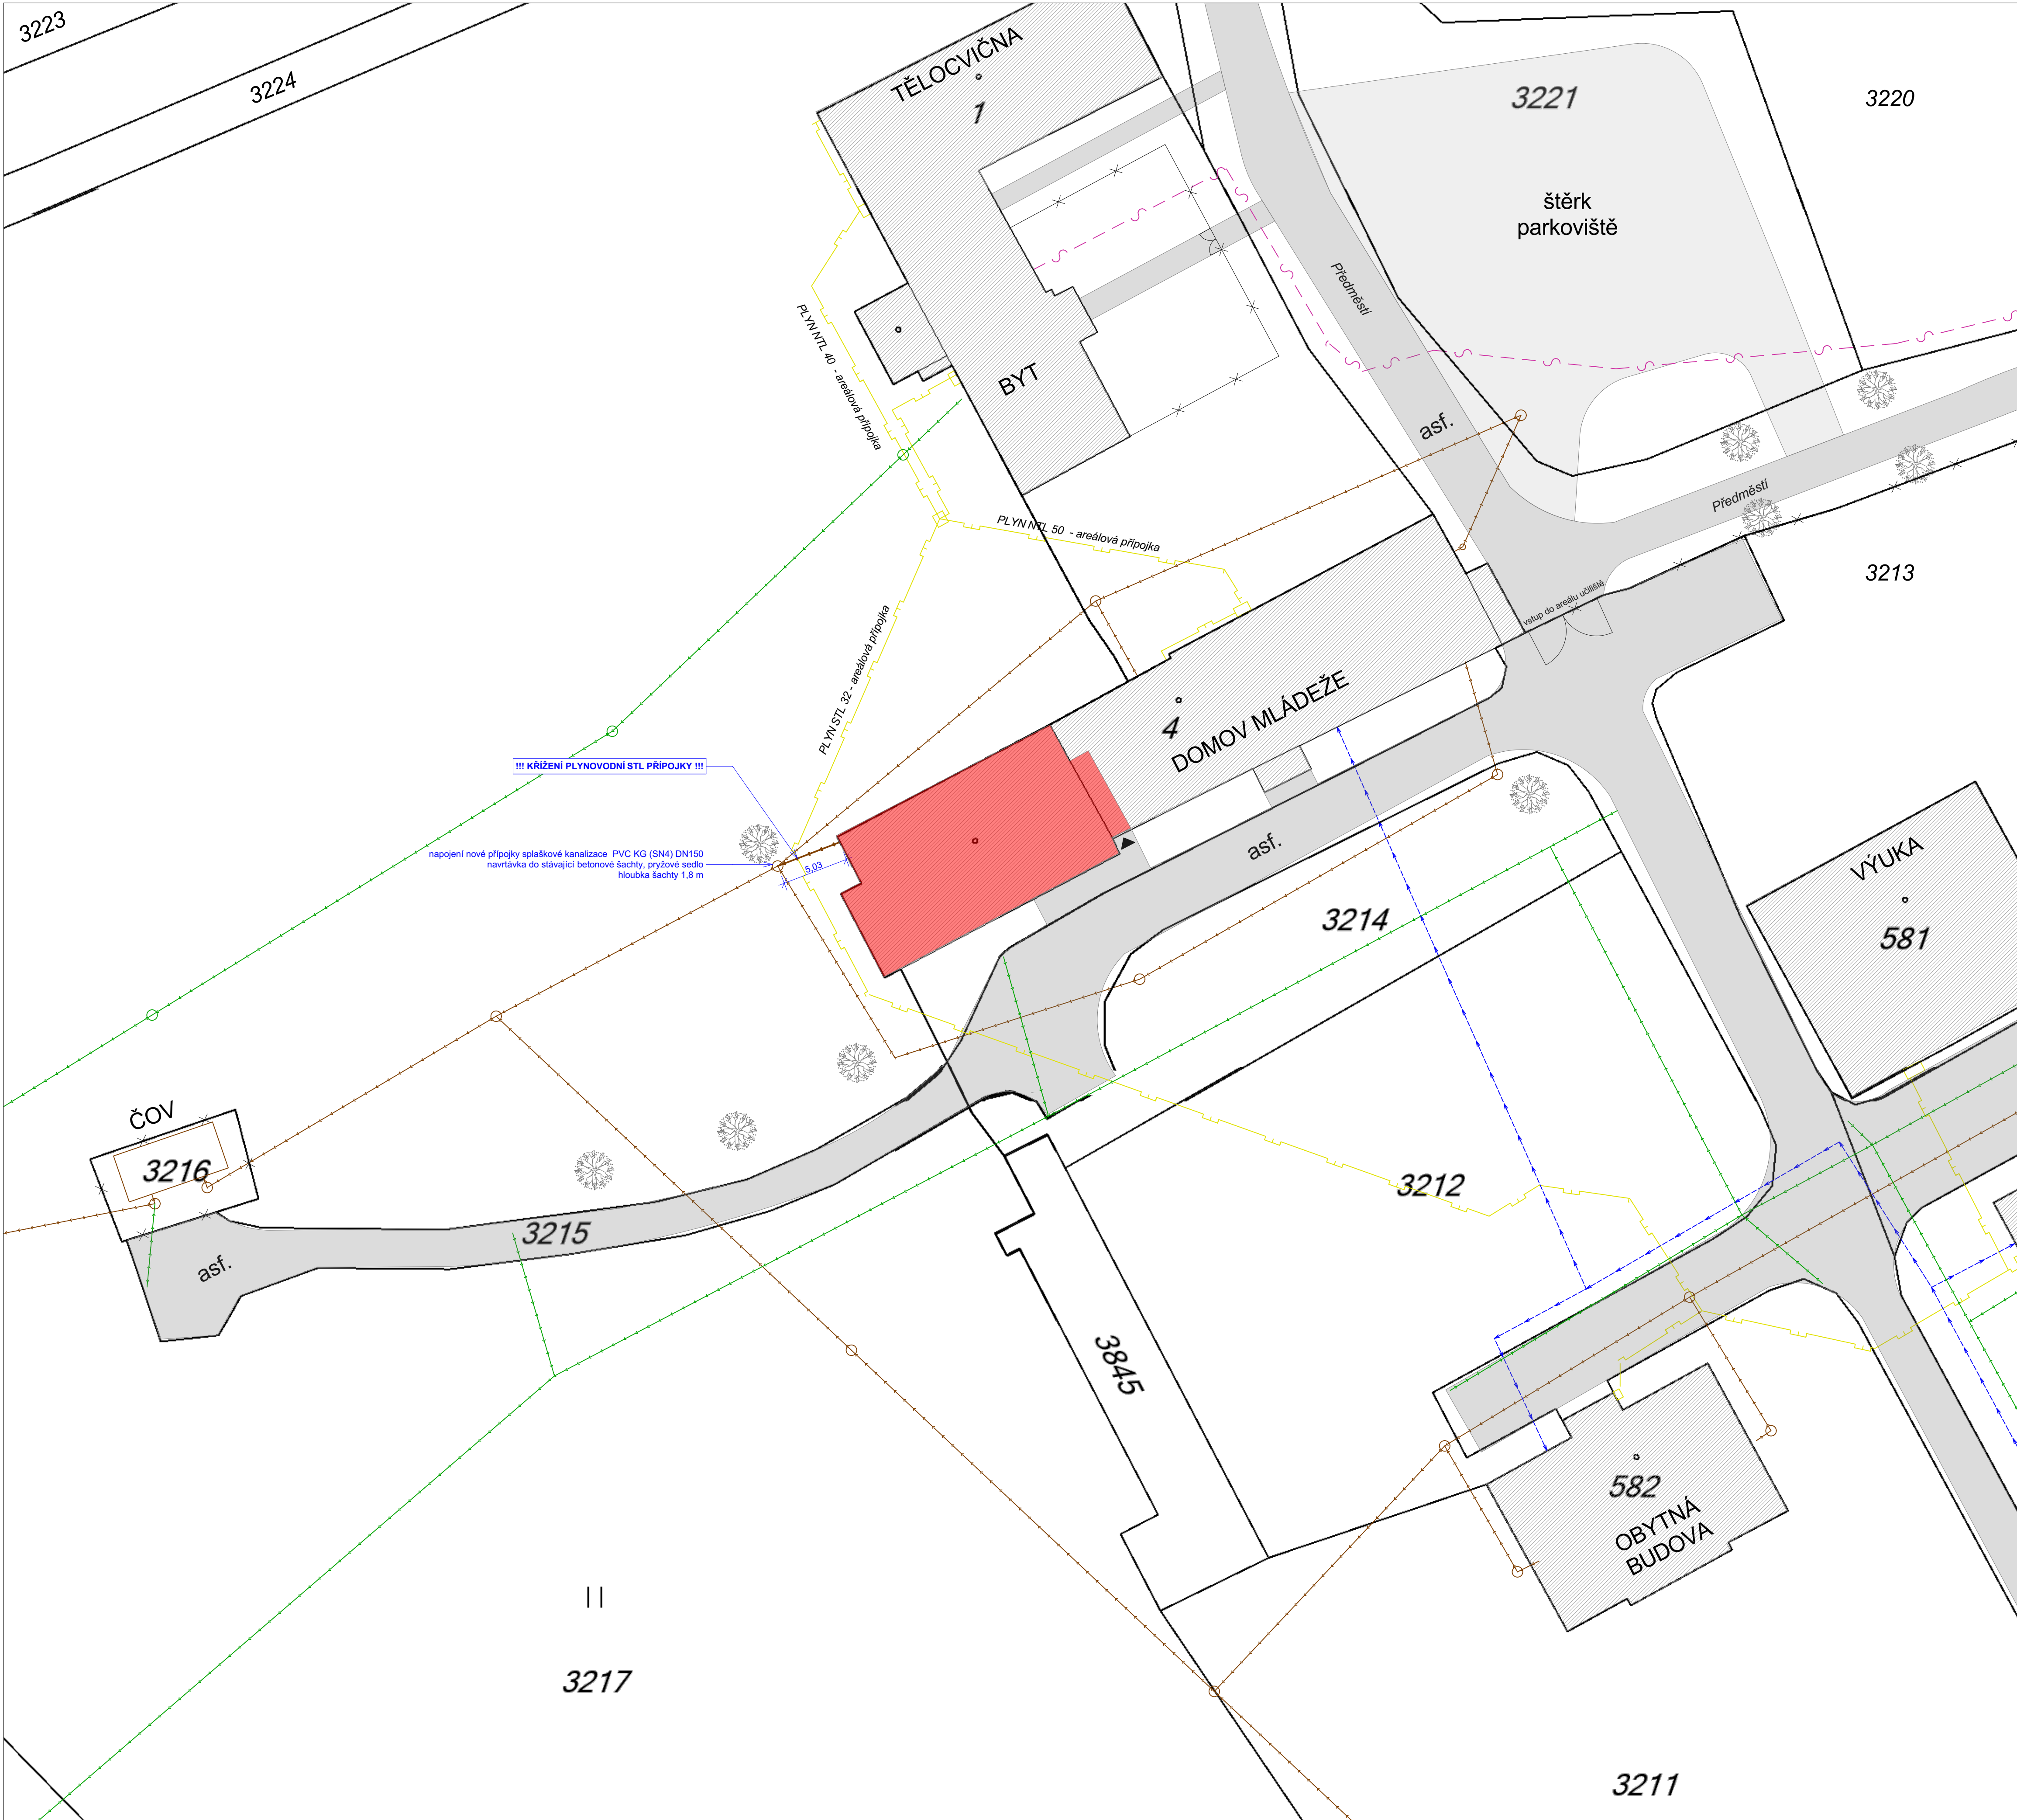 3223
3224
TĚLOCVIČNA
1
3221
3220
štěrk
parkoviště
Předměstí
PLYN NTL 40 - areálová přípojka
BYT
asf.
Předměstí
PLYN NTL 50 - areálová přípojka
3213
vstup do areálu učiliště
PLYN STL 32 - areálová přípojka
4
DOMOV MLÁDEŽE
!!! KŘÍŽENÍ PLYNOVODNÍ STL PŘÍPOJKY !!!
napojení nové přípojky splaškové kanalizace PVC KG (SN4) DN150
navrtávka do stávající betonové šachty, pryžové sedlo
hloubka šachty 1,8 m
5.03
asf.
VÝUKA
581
3214
ČOV
3216
3212
3215
asf.
3845
582
OBYTNÁ
BUDOVA
3217
3211